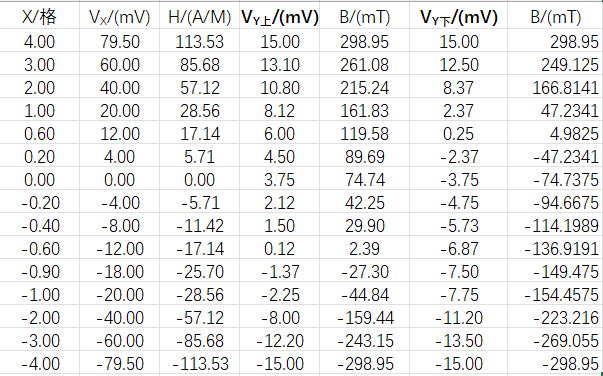 X/格 Vx/(mV) H/(A/M) VY上/(mV) B/(mT) VY下/(mV) B/(mT)
4.00 79.50 113.53 15.00 298.95 15.00 298.95
3.00 60.00 85.68 13.10 261.08 12.50 249.125
2.00 40.00 57.12 10.80 215.24 8.37 166.8141
1.00 20.00 28.56 8.12 161.83 2.37 47.2341
0.60 12.00 17.14 6.00 119.58 0.25 4.9825
0.20 4.00 5.71 4.50 89.69 -2.37 -47.2341
0.00 0.00 0.00 3.75 74.74 -3.75 -74.7375
-0.20 -4.00 -5.71 2.12 42.25 -4.75 -94.6675
-0.40 -8.00 -11.42 1.50 29.90 -5.73 -114.1989
-0.60 -12.00 -17.14 0.12 2.39 -6.87 -136.9191
-0.90 -18.00 -25.70 -1.37 -27.30 -7.50 -149.475
-1.00 -20.00 -28.56 -2.25 -44.84 -7.75 -154.4575
-2.00 -40.00 -57.12 -8.00 -159.44 -11.20 -223.216
-3.00 -60.00 -85.68 -12.20 -243.15 -13.50 -269.055
-4.00 -79.50 -113.53 -15.00 -298.95 -15.00 -298.95